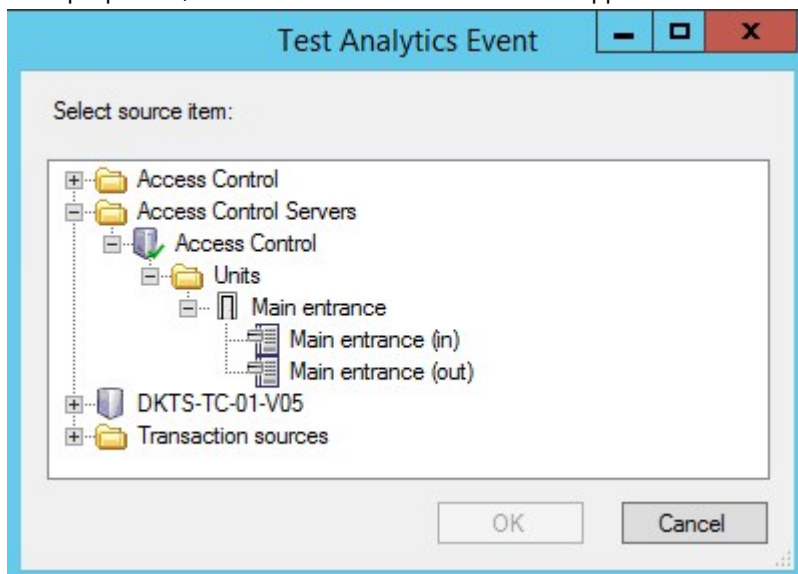 Test Analytics Event
Select source item:
Access Control
Access Control Servers
Access Control
Units
Main entrance
Main entrance (in)
Main entrance (out)
DKTS-TC-01-V05
Transaction sources
OK
Cancel